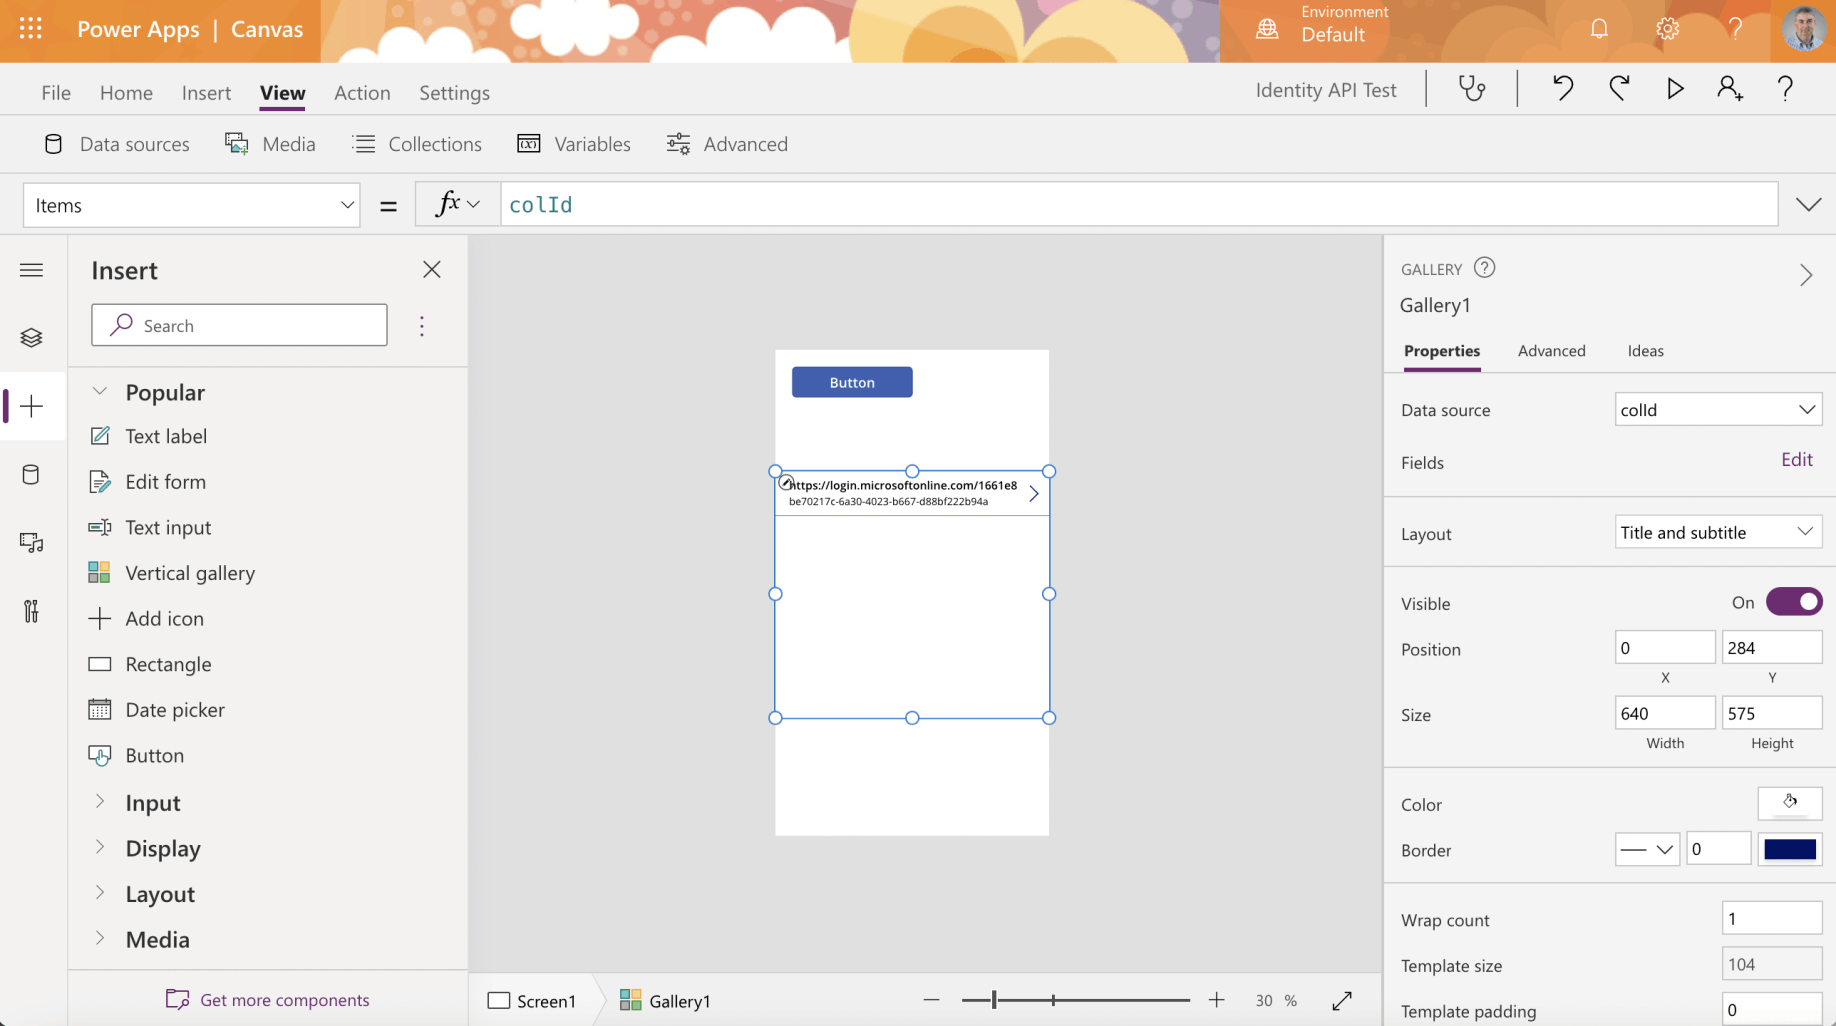 Power Apps | Canvas
Environment
Default
?
File Home Insert View Action Settings
Identity API Test
?
Data sources Media Collections (x) Variables Advanced
Items = fx colId
Insert
Search
Popular
Text label
Edit form
Text input
Vertical gallery
Add icon
Rectangle
Date picker
Button
Input
Display
Layout
Media
Get more components
Button
https://login.microsoftonline.com/1661e8
be70217c-6a30-4023-b667-d88bf222b94a
Screen1 Gallery1
30 %
GALLERY ?
Gallery1
Properties Advanced Ideas
Data source colId
Fields Edit
Layout Title and subtitle
Visible On
Position 0 284
X Y
Size 640 575
Width Height
Color
Border 0
Wrap count 1
Template size 104
Template padding 0